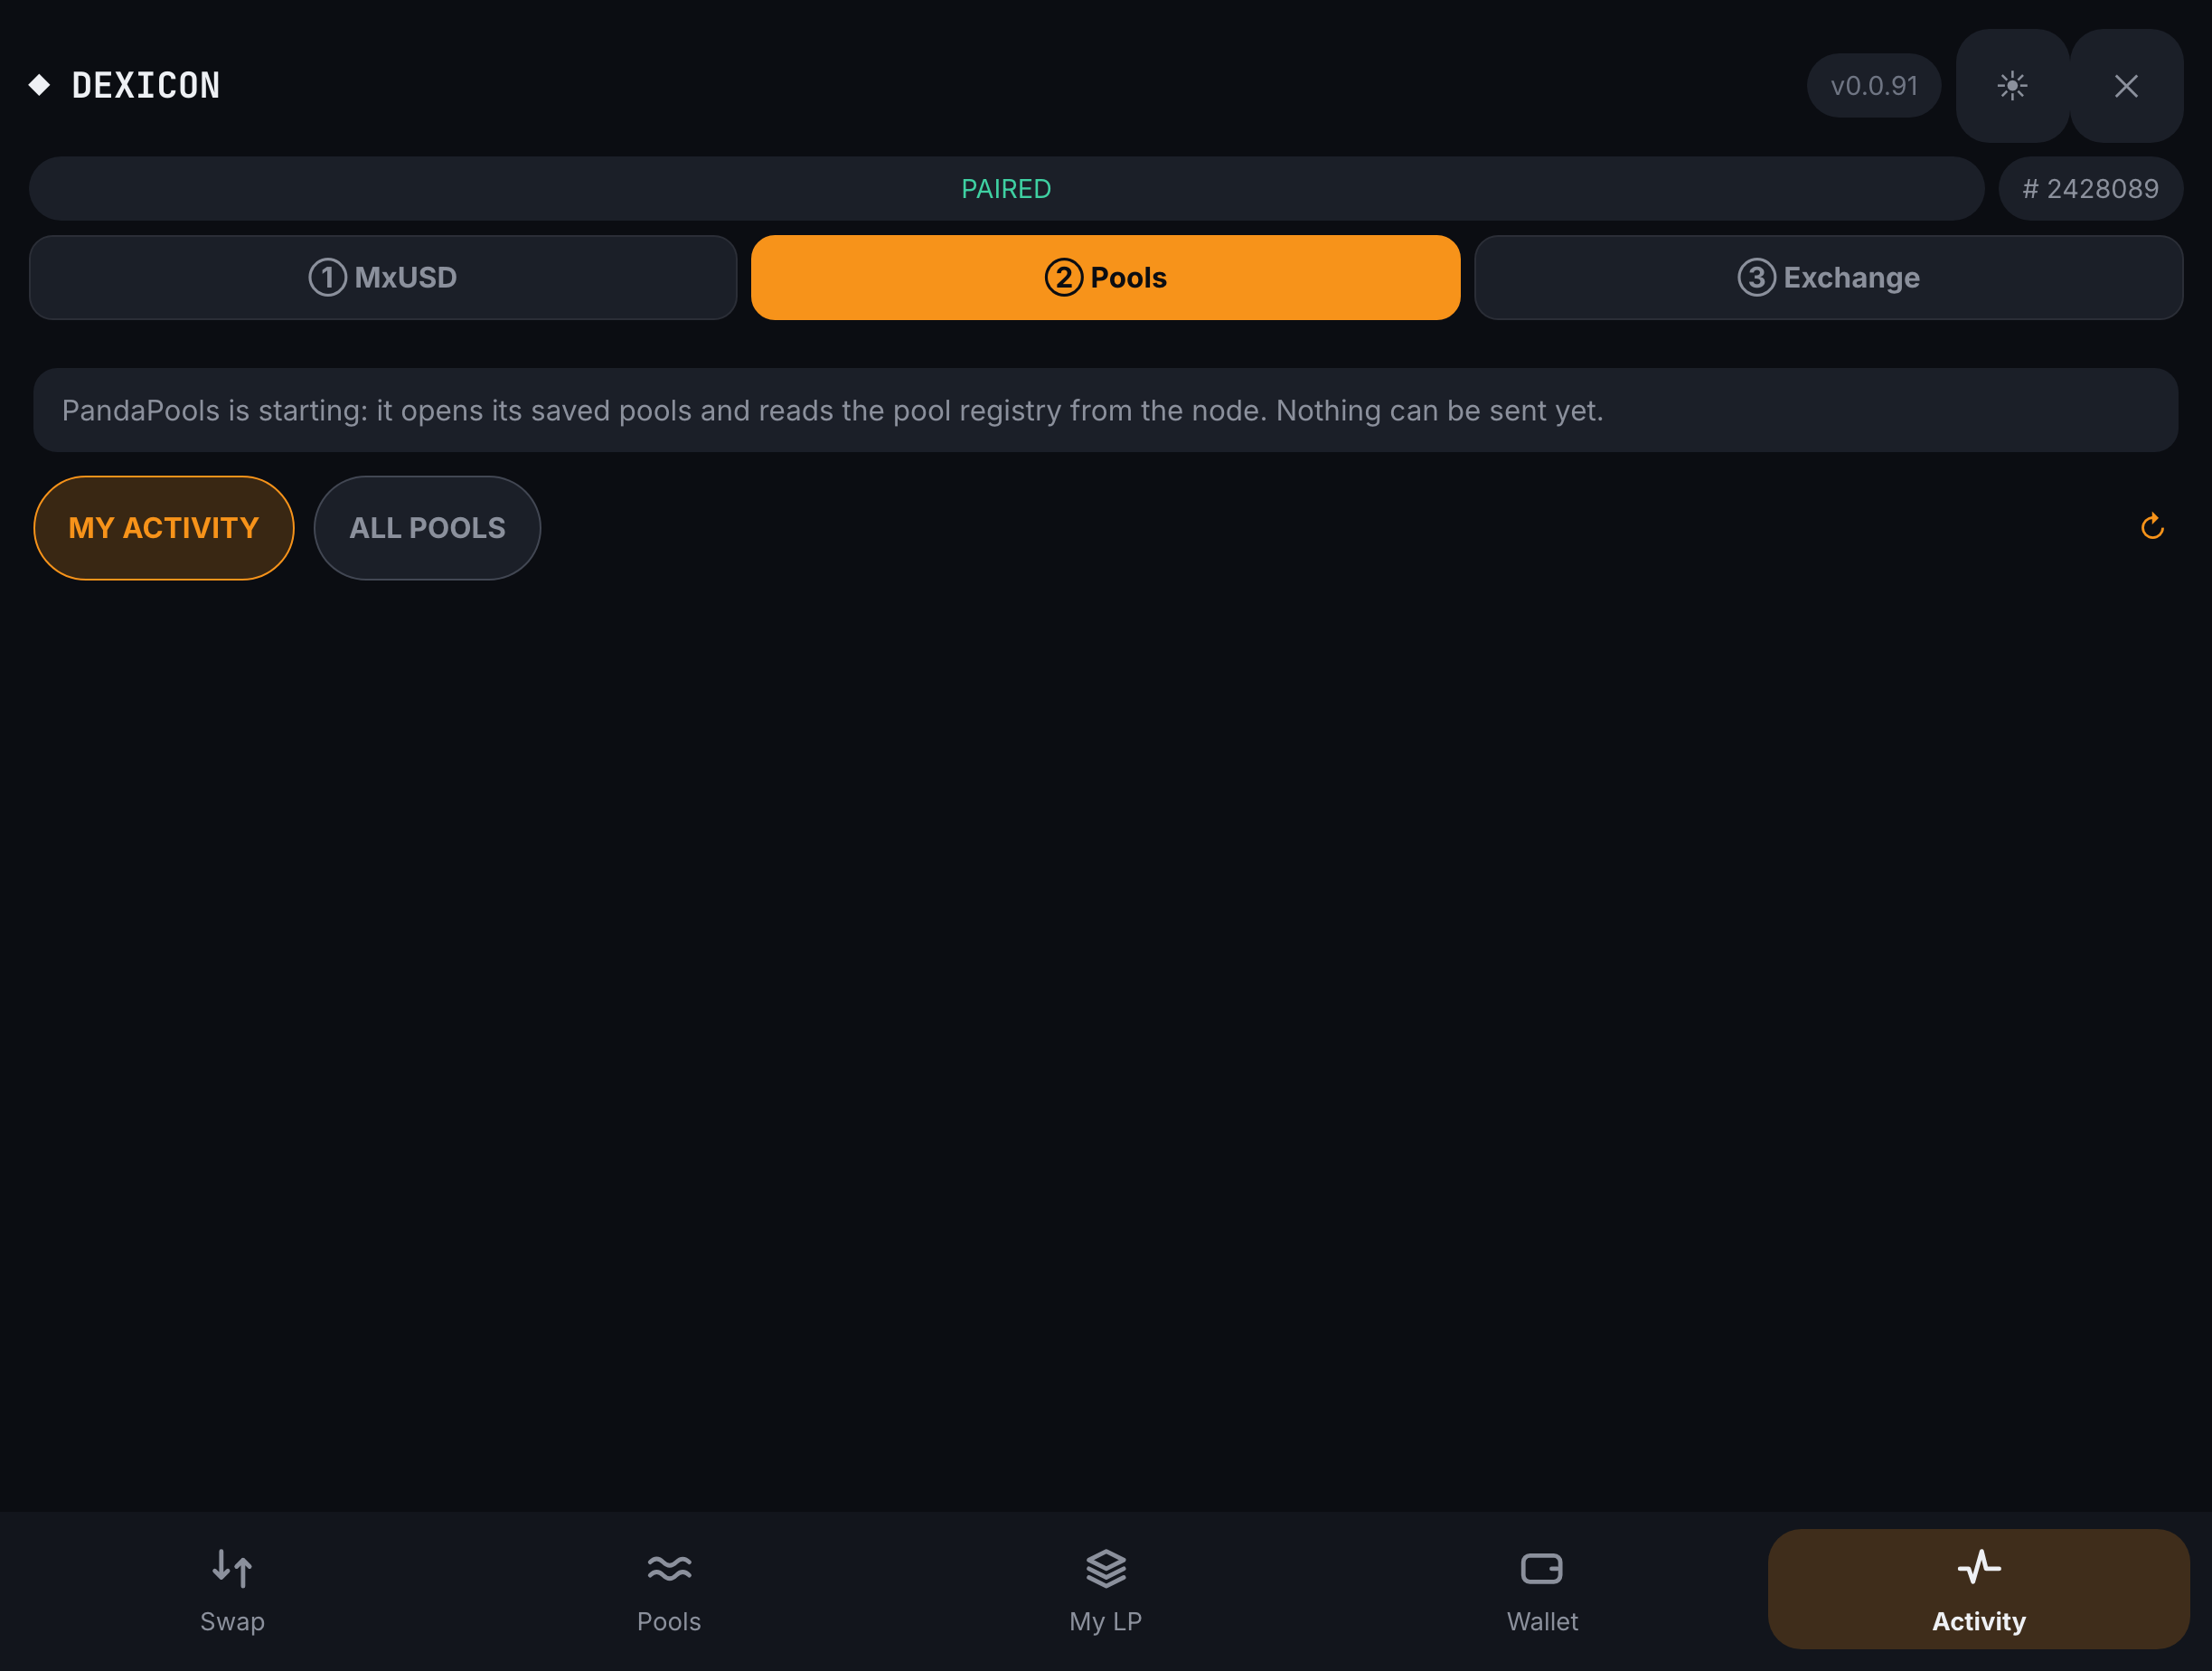 DEXICON
v0.0.91
PAIRED
# 2428089
① MxUSD
② Pools
③ Exchange
PandaPools is starting: it opens its saved pools and reads the pool registry from the node. Nothing can be sent yet.
MY ACTIVITY
ALL POOLS
Swap
Pools
My LP
Wallet
Activity